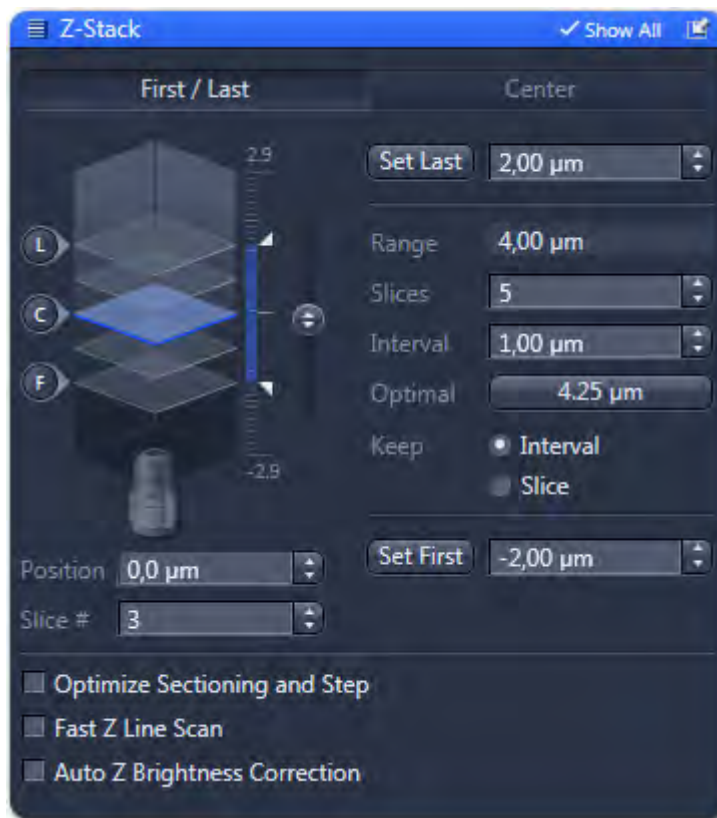 Z-Stack Show All
First / Last Center
2.9
Set Last 2,00 µm
L
Range 4,00 µm
Slices 5
C
Interval 1,00 µm
F
Optimal 4.25 µm
Keep Interval
-2.9
Slice
Set First -2,00 µm
Position 0,0 µm
Slice # 3
Optimize Sectioning and Step
Fast Z Line Scan
Auto Z Brightness Correction